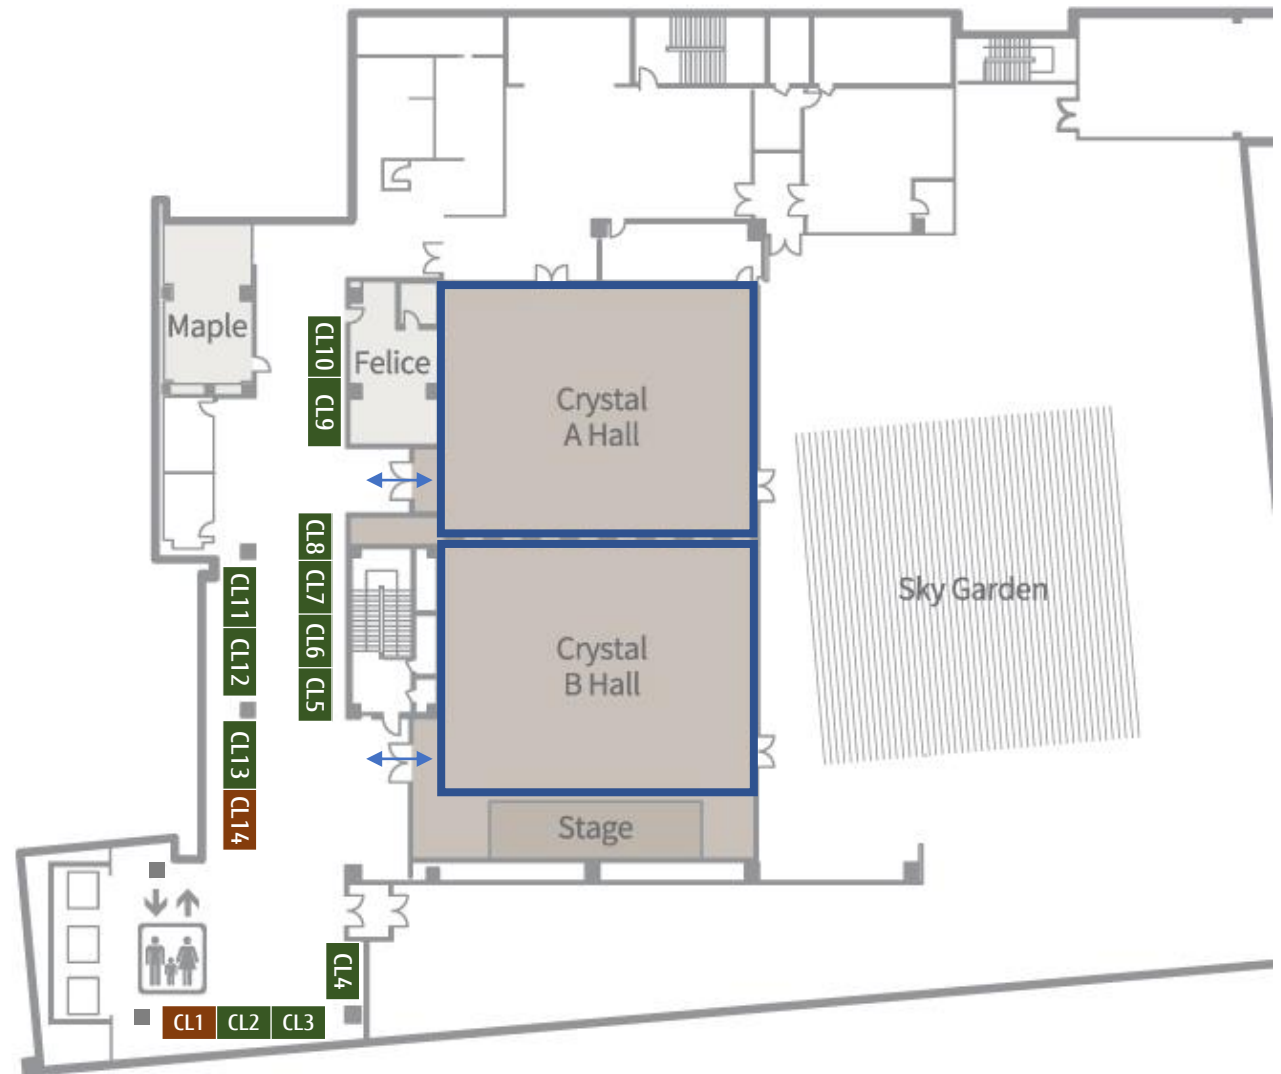 Maple
CL10
Felice
CL9
Crystal
A Hall
CL8
CL7
CL6
CL5
CL11
CL12
CL13
CL14
Crystal
B Hall
Sky Garden
Stage
CL4
CL1
CL2
CL3